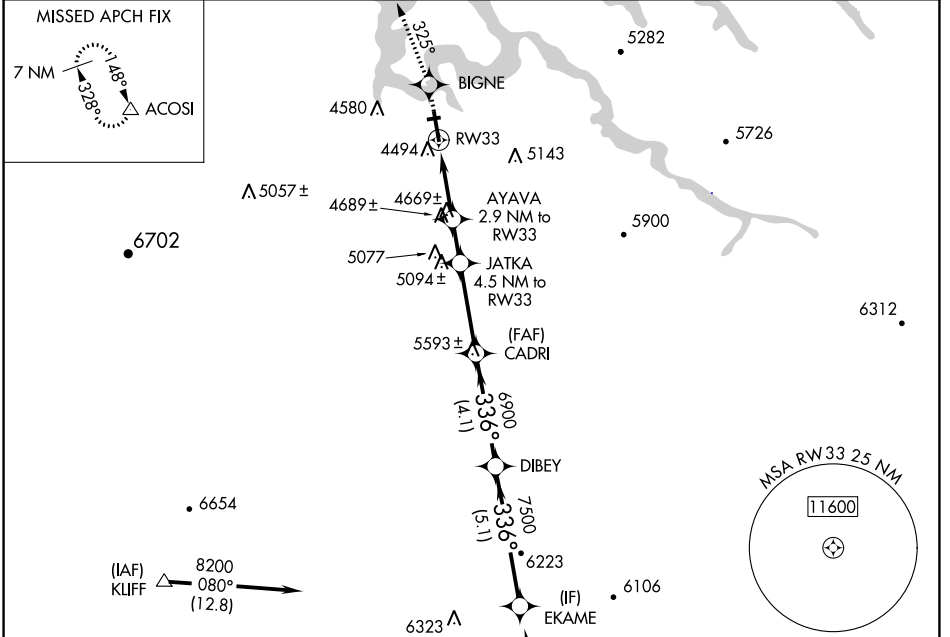 MISSED APCH FIX
7 NM
148°
328°
ACOSI
325°
BIGNE
5282
4580
RW33
5726
4494
5143
5057±
4669±
4689±
AYAVA
2.9 NM to
RW33
5900
6702
5077
5094±
JATKA
4.5 NM to
RW33
6312
5593±
(FAF)
CADRI
6900
336°
(4.1)
DIBEY
MSA RW33 25 NM
11600
6654
7500
336°
(5.1)
6223
(IAF)
KLIFF
8200
080°
(12.8)
6106
(IF)
EKAME
6323